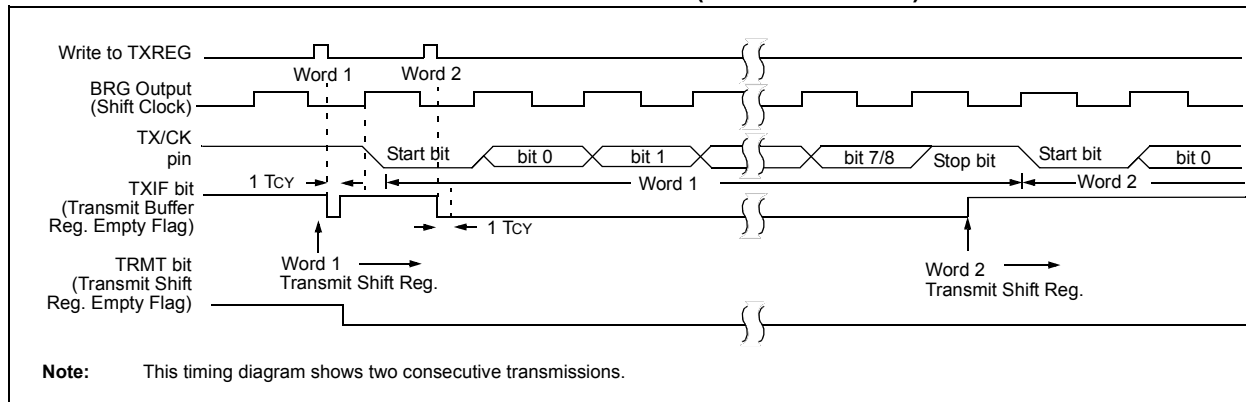 Write to TXREG
Word 1
Word 2
BRG Output
(Shift Clock)
TX/CK
pin
Start bit
bit 0
bit 1
bit 7/8
Stop bit
Start bit
bit 0
1 TCY
Word 1
Word 2
TXIF bit
(Transmit Buffer
Reg. Empty Flag)
1 TCY
Word 1
Transmit Shift Reg.
Word 2
Transmit Shift Reg.
TRMT bit
(Transmit Shift
Reg. Empty Flag)
Note: This timing diagram shows two consecutive transmissions.